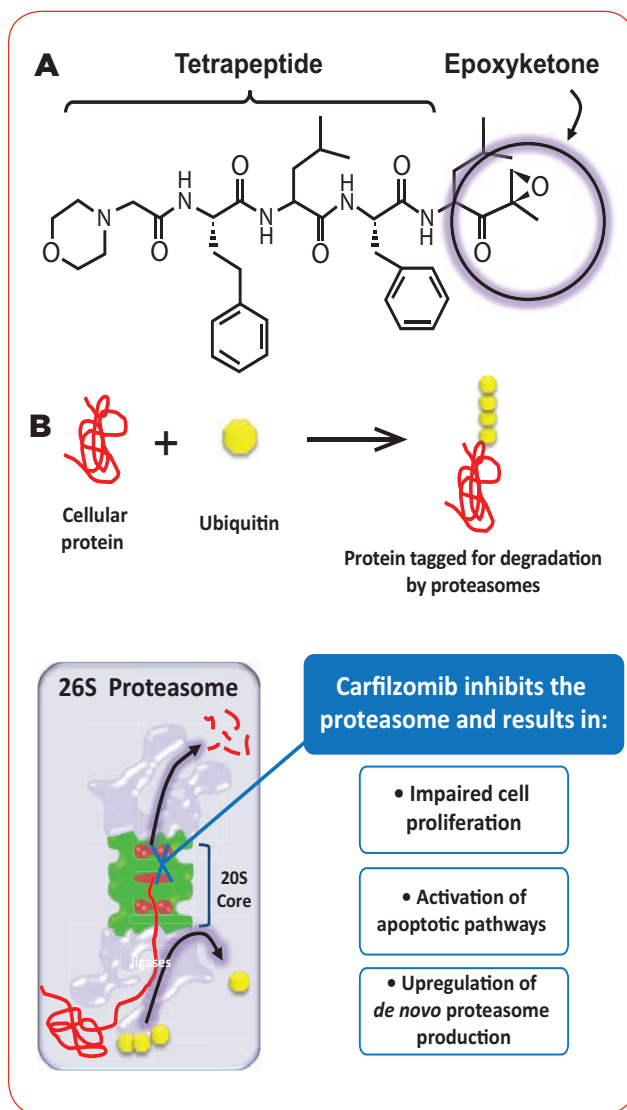 A
Tetrapeptide
Epoxyketone
O
N
O
H
N
O
N
H
O
H
N
O
N
H
O
O
B
+
Cellular
protein
Ubiquitin
Protein tagged for degradation
by proteasomes
26S Proteasome
20S
Core
ligases
Carfilzomib inhibits the
proteasome and results in:
• Impaired cell
proliferation
• Activation of
apoptotic pathways
• Upregulation of
de novo proteasome
production